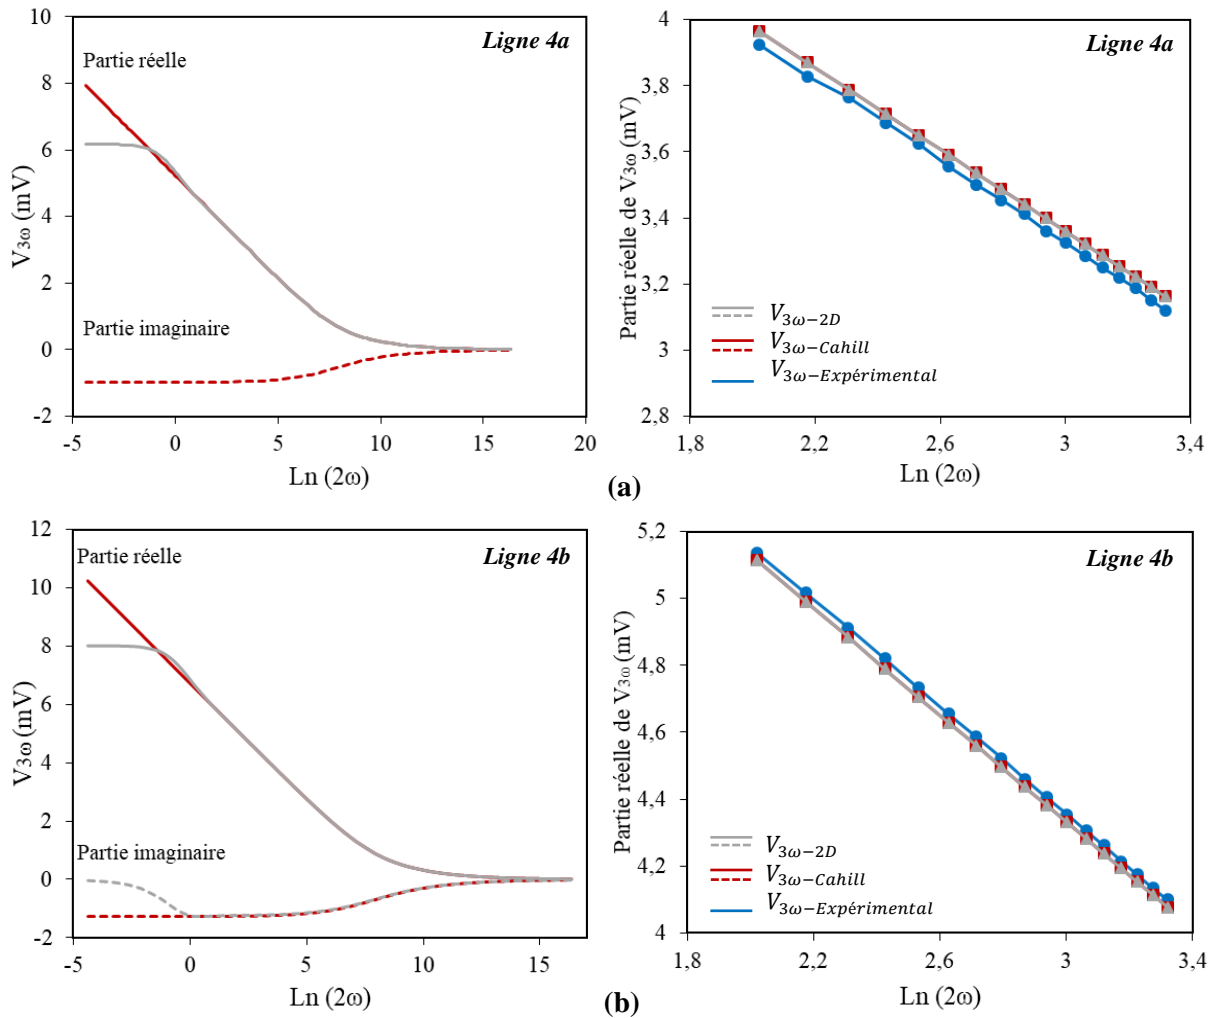 10
8
6
4
2
0
-2
-5
0
5
10
15
20
V3ω (mV)
Ln (2ω)
Partie réelle
Partie imaginaire
Ligne 4a
4
3,8
3,6
3,4
3,2
3
2,8
1,8
2,2
2,6
3
3,4
Partie réelle de V3ω (mV)
Ln (2ω)
Ligne 4a
V3ω−2D
V3ω−Cahill
V3ω−Expérimental
(a)
12
10
8
6
4
2
0
-2
-5
0
5
10
15
V3ω (mV)
Ln (2ω)
Partie réelle
Partie imaginaire
Ligne 4b
5,2
5
4,8
4,6
4,4
4,2
4
1,8
2,2
2,6
3
3,4
Partie réelle de V3ω (mV)
Ln (2ω)
Ligne 4b
V3ω−2D
V3ω−Cahill
V3ω−Expérimental
(b)